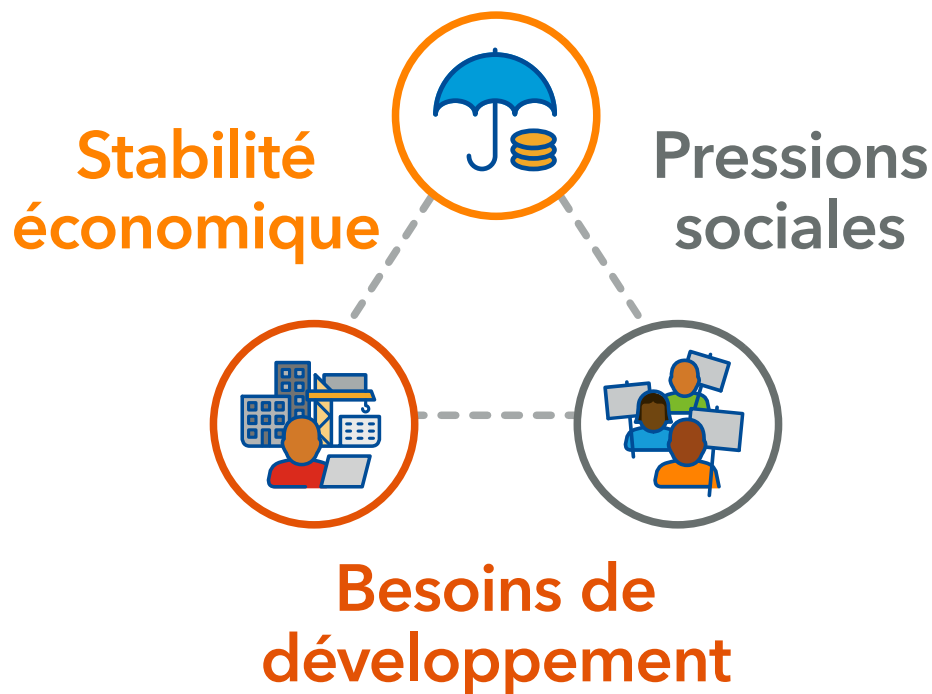 Stabilité
économique
Pressions
sociales
Besoins de
développement